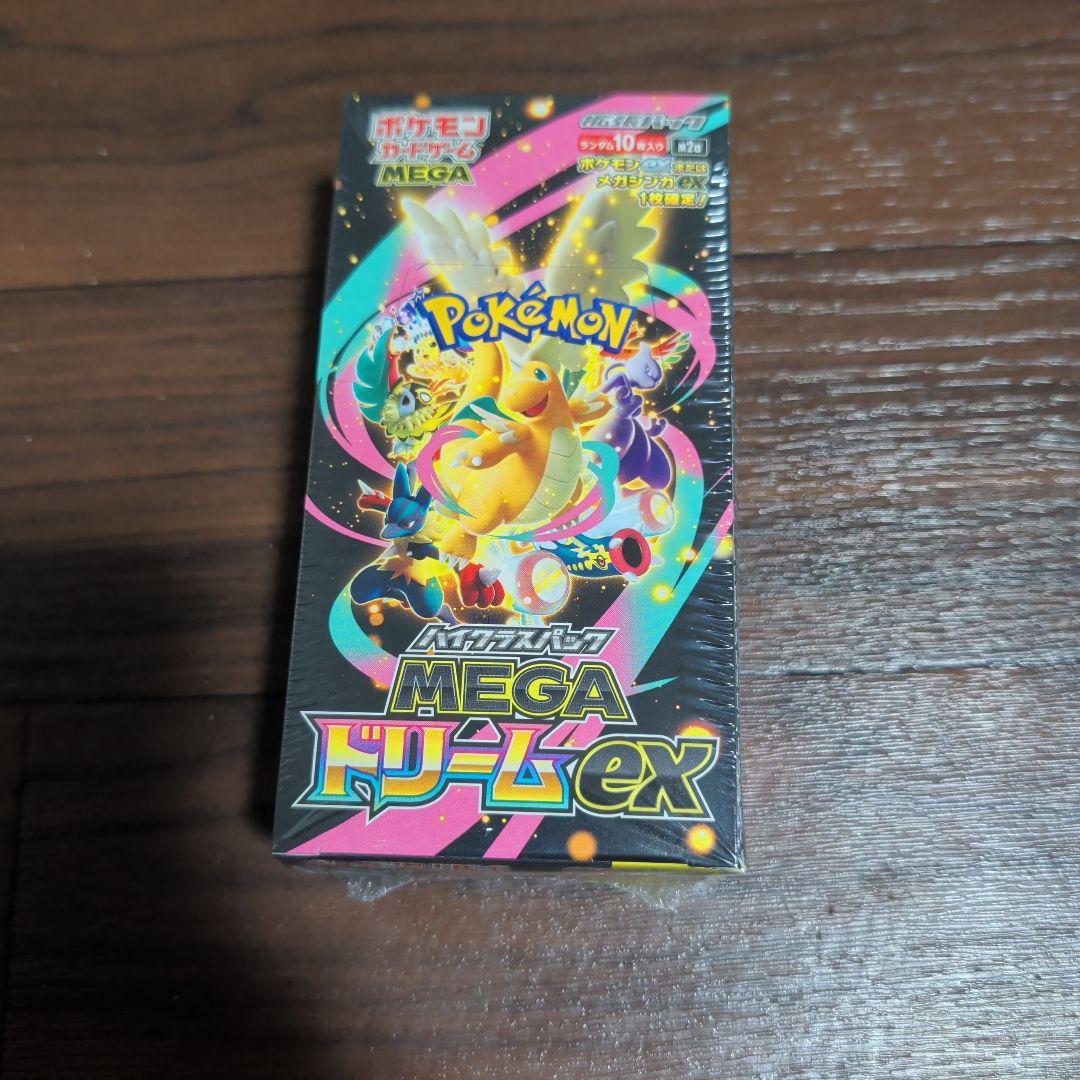 ポケモン
カードゲーム
MEGA
拡張パック
ランダム10枚入り
M2a
ポケモンexまたは
メガシンカex
1枚確定!
POKéMON
ハイクラスパック
MEGA
ドリームex